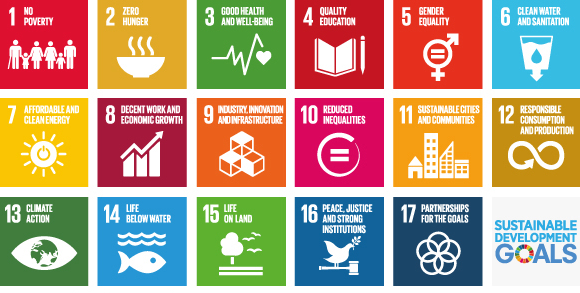 1 NO
POVERTY
2 ZERO
HUNGER
3 GOOD HEALTH
AND WELL-BEING
4 QUALITY
EDUCATION
5 GENDER
EQUALITY
6 CLEAN WATER
AND SANITATION
7 AFFORDABLE AND
CLEAN ENERGY
8 DECENT WORK AND
ECONOMIC GROWTH
9 INDUSTRY, INNOVATION
AND INFRASTRUCTURE
10 REDUCED
INEQUALITIES
11 SUSTAINABLE CITIES
AND COMMUNITIES
12 RESPONSIBLE
CONSUMPTION
AND PRODUCTION
13 CLIMATE
ACTION
14 LIFE
BELOW WATER
15 LIFE
ON LAND
16 PEACE, JUSTICE
AND STRONG
INSTITUTIONS
17 PARTNERSHIPS
FOR THE GOALS
SUSTAINABLE
DEVELOPMENT
GOALS